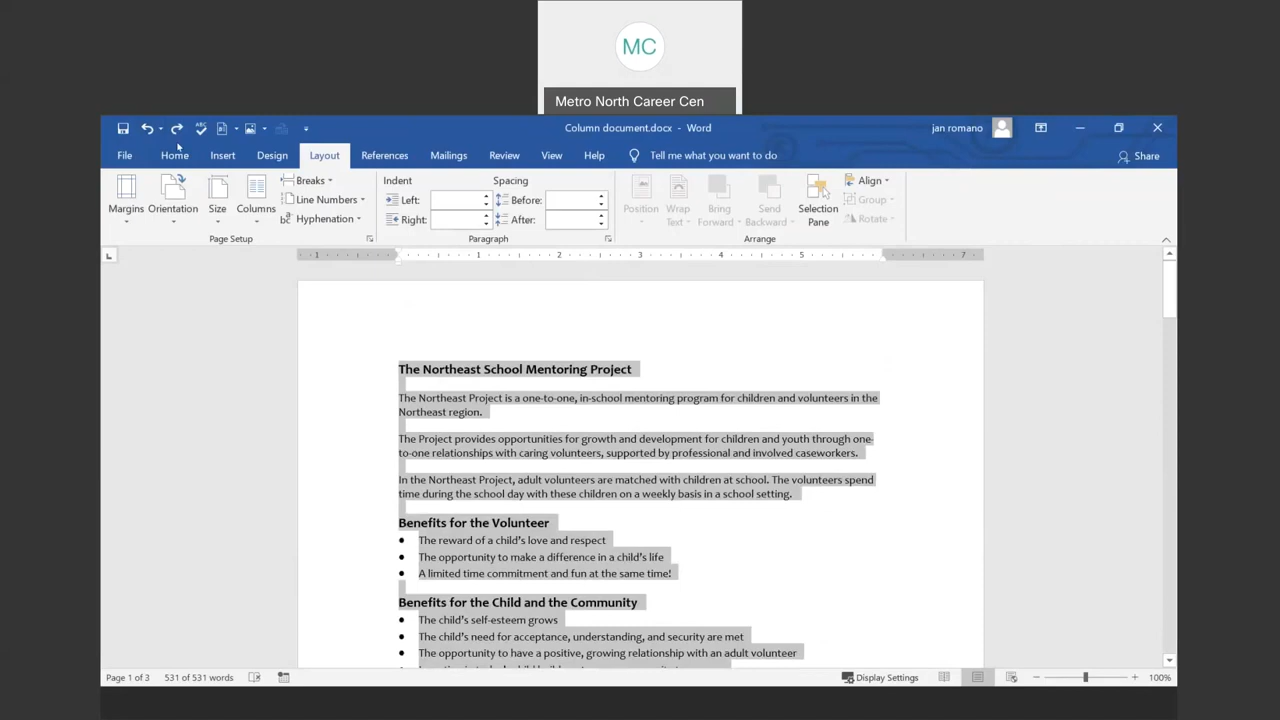 MC
Metro North Career Cen
Column document.docx - Word
jan romano
File Home Insert Design Layout References Mailings Review View Help Tell me what you want to do Share
Margins Orientation Size Columns
Breaks
Line Numbers
Hyphenation
Page Setup
Indent Spacing
Left: Before:
Right: After:
Paragraph
Position Wrap Text Bring Forward Send Backward Selection Pane
Align
Group
Rotate
Arrange
1 1 2 3 4 5 7
The Northeast School Mentoring Project
The Northeast Project is a one-to-one, in-school mentoring program for children and volunteers in the
Northeast region.
The Project provides opportunities for growth and development for children and youth through one-
to-one relationships with caring volunteers, supported by professional and involved caseworkers.
In the Northeast Project, adult volunteers are matched with children at school. The volunteers spend
time during the school day with these children on a weekly basis in a school setting.
Benefits for the Volunteer
• The reward of a child's love and respect
• The opportunity to make a difference in a child's life
• A limited time commitment and fun at the same time!
Benefits for the Child and the Community
• The child's self-esteem grows
• The child's need for acceptance, understanding, and security are met
• The opportunity to have a positive, growing relationship with an adult volunteer
Page 1 of 3 531 of 531 words Display Settings 100%